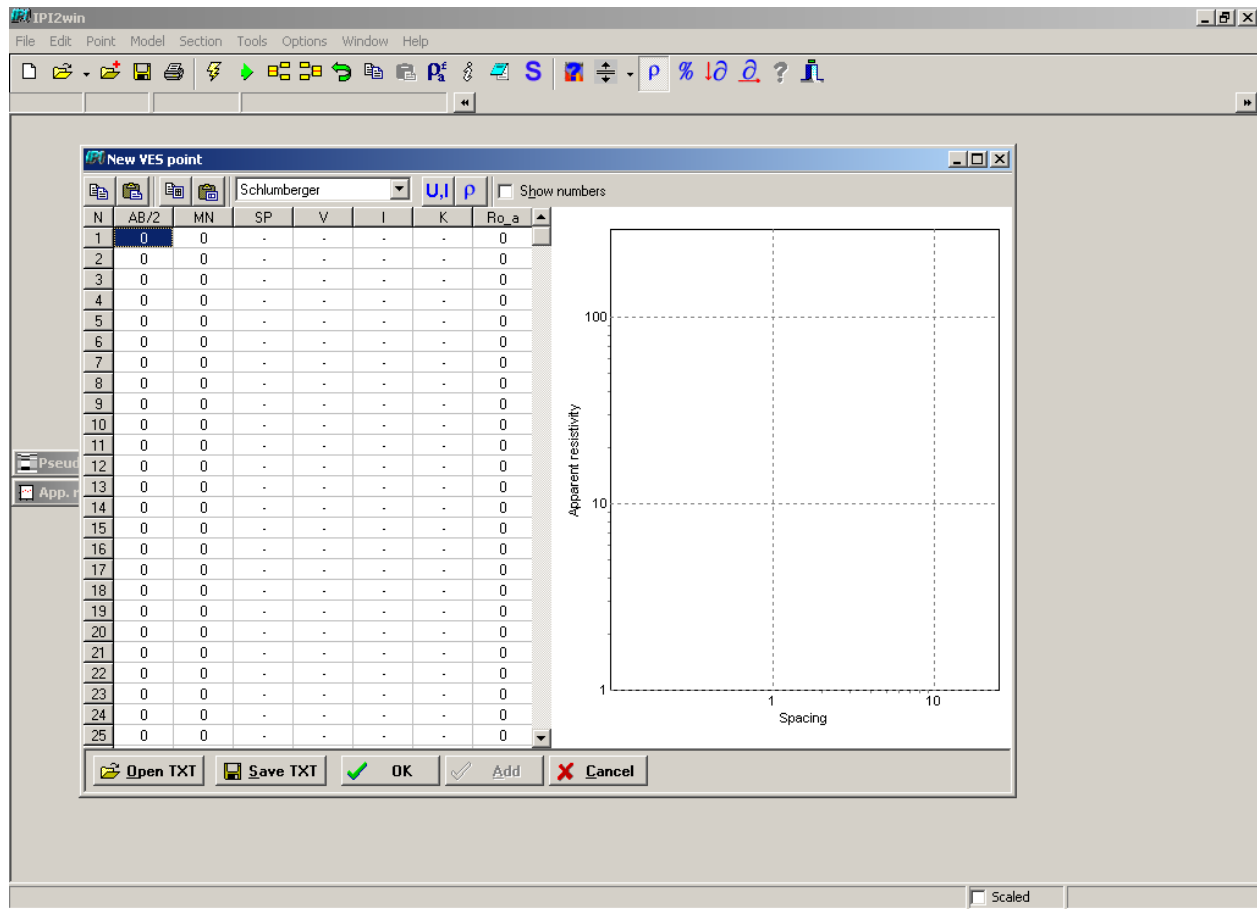 IPI2win
File Edit Point Model Section Tools Options Window Help
S ρ % ?
New VES point
Schlumberger U,I ρ Show numbers
N AB/2 MN SP V I K Ro_a
1 0 0 - - - - 0
2 0 0 - - - - 0
3 0 0 - - - - 0
4 0 0 - - - - 0
5 0 0 - - - - 0
6 0 0 - - - - 0
7 0 0 - - - - 0
8 0 0 - - - - 0
9 0 0 - - - - 0
10 0 0 - - - - 0
11 0 0 - - - - 0
12 0 0 - - - - 0
13 0 0 - - - - 0
14 0 0 - - - - 0
15 0 0 - - - - 0
16 0 0 - - - - 0
17 0 0 - - - - 0
18 0 0 - - - - 0
19 0 0 - - - - 0
20 0 0 - - - - 0
21 0 0 - - - - 0
22 0 0 - - - - 0
23 0 0 - - - - 0
24 0 0 - - - - 0
25 0 0 - - - - 0
Pseud
App. r
100
10
1
Apparent resistivity
1 10
Spacing
Open TXT Save TXT OK Add Cancel
Scaled